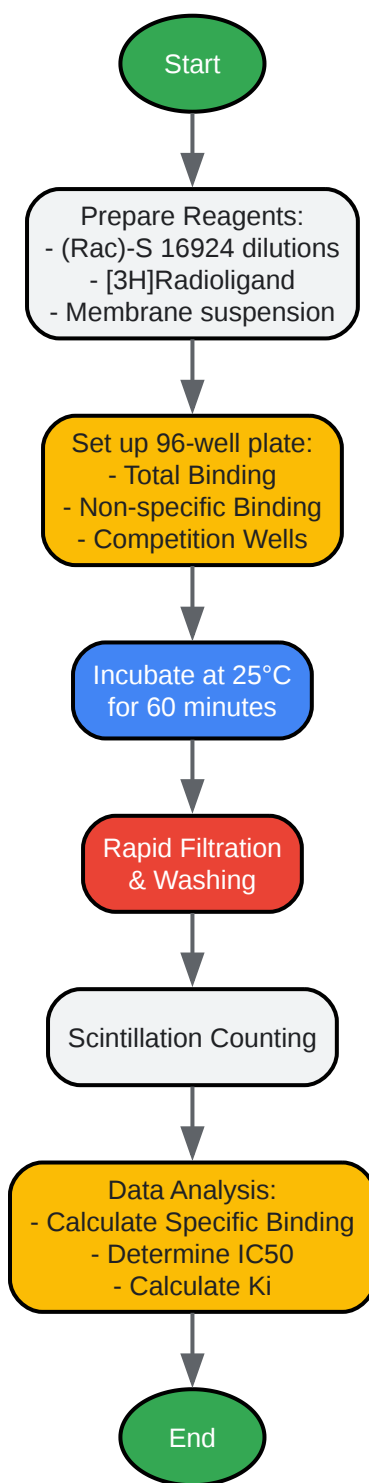 Start
Prepare Reagents:
- (Rac)-S 16924 dilutions
- [3H]Radioligand
- Membrane suspension
Set up 96-well plate:
- Total Binding
- Non-specific Binding
- Competition Wells
Incubate at 25°C
for 60 minutes
Rapid Filtration
& Washing
Scintillation Counting
Data Analysis:
- Calculate Specific Binding
- Determine IC50
- Calculate Ki
End